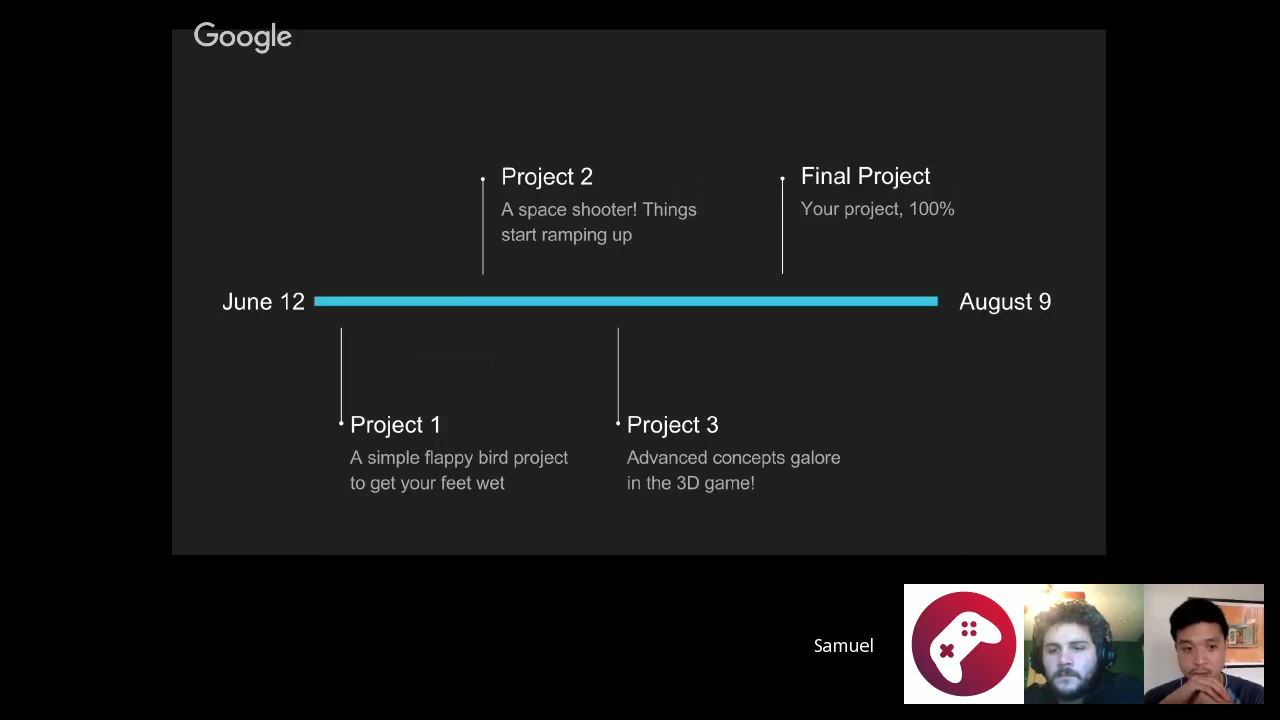 Google
Project 2
A space shooter! Things
start ramping up
Final Project
Your project, 100%
June 12
August 9
Project 1
A simple flappy bird project
to get your feet wet
Project 3
Advanced concepts galore
in the 3D game!
Samuel